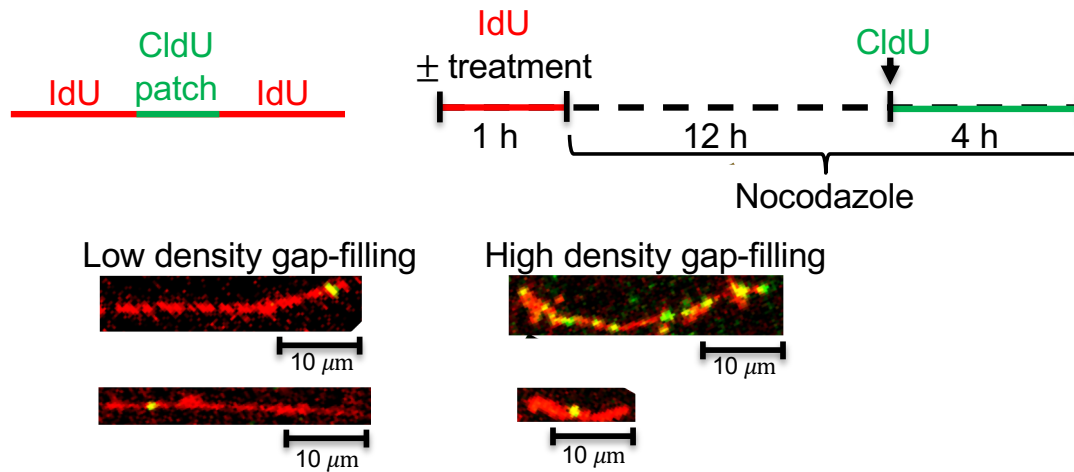 CldU
patch
IdU
IdU
IdU
± treatment
CldU
1 h
12 h
4 h
Nocodazole
Low density gap-filling
High density gap-filling
10 μm
10 μm
10 μm
10 μm